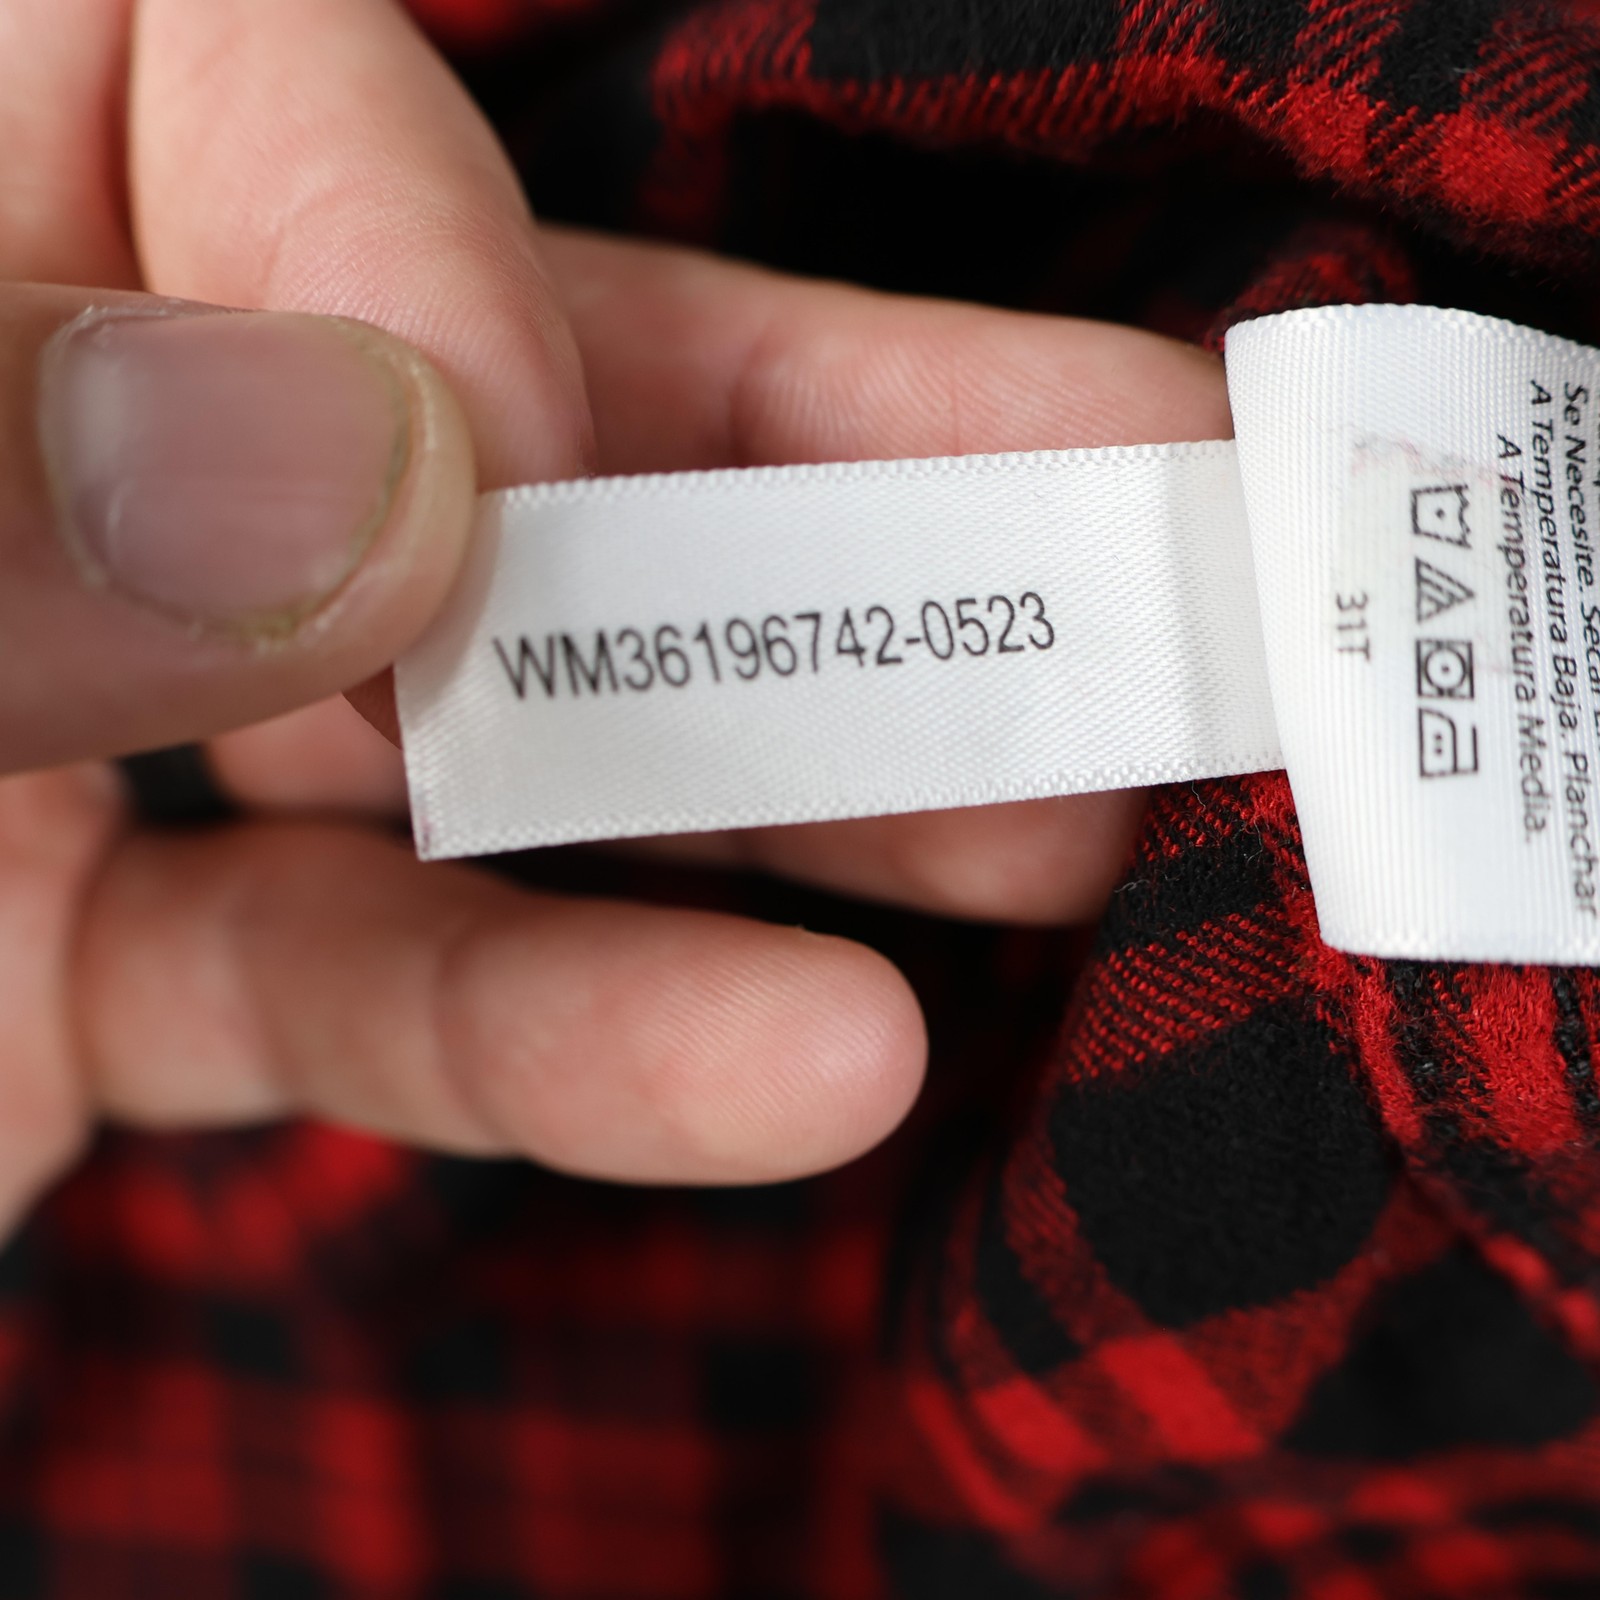 WM36196742-0523
Se Necesite. Secar
A Temperatura Baja. Planchar
A Temperatura Media.
31T